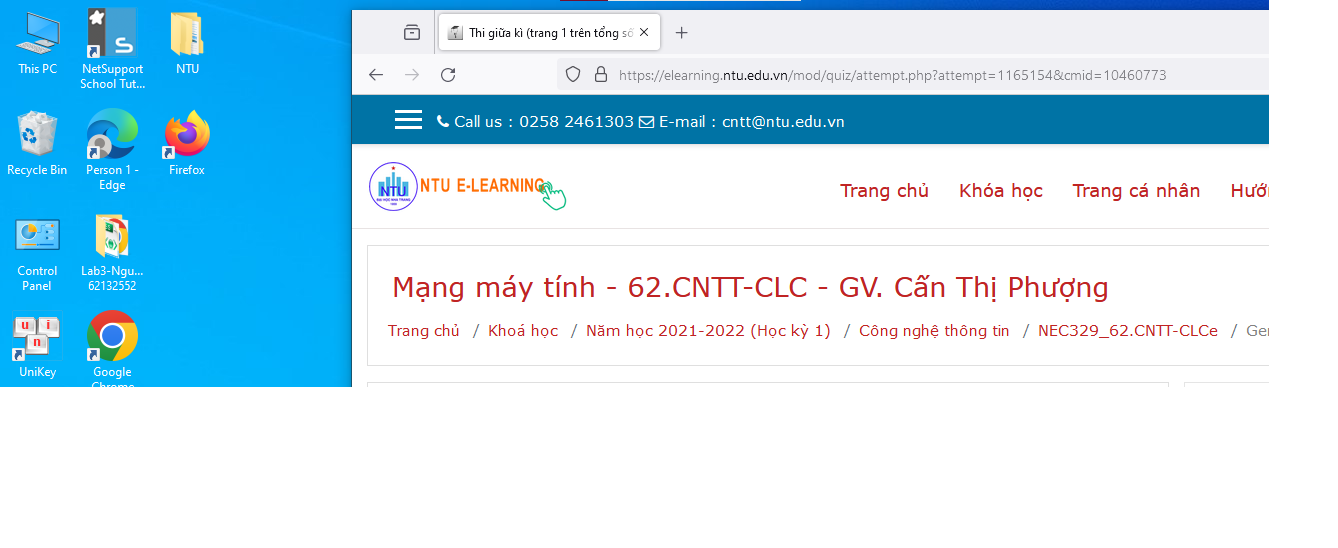 This PC
NetSupport
School Tut...
NTU
Recycle Bin
Person 1 -
Edge
Firefox
Control
Panel
Lab3-Ngu...
62132552
UniKey
Google
Chrome
Thi giữa kì (trang 1 trên tổng số
https://elearning.ntu.edu.vn/mod/quiz/attempt.php?attempt=1165154&cmid=10460773
Call us : 0258 2461303 E-mail : cntt@ntu.edu.vn
NTU
NTU E-LEARNING
Trang chủ Khóa học Trang cá nhân Hướn
Mạng máy tính - 62.CNTT-CLC - GV. Cấn Thị Phượng
Trang chủ / Khoá học / Năm học 2021-2022 (Học kỳ 1) / Công nghệ thông tin / NEC329_62.CNTT-CLCe / Gen